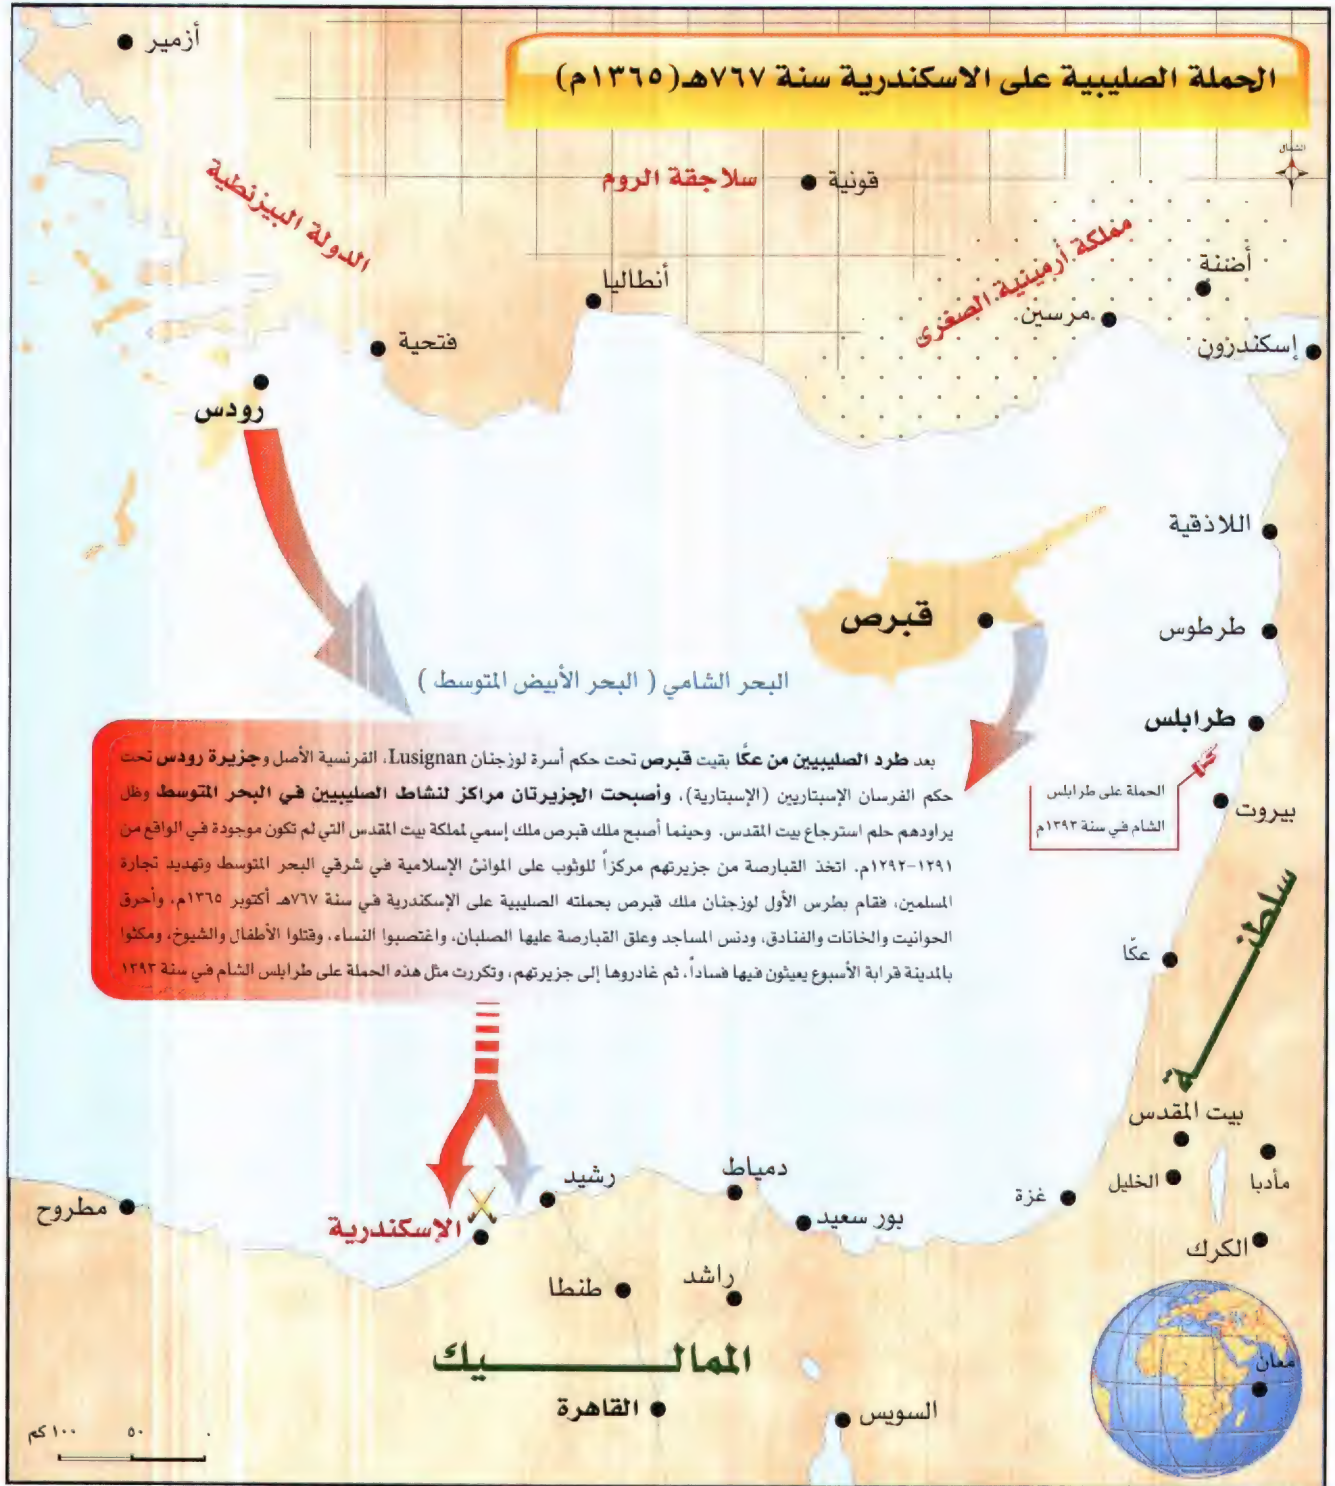 الحملة الصليبية على الاسكندرية سنة ٧٦٧هـ(١٣٦٥م)
الشمال
أزمير
الدولة البيزنطية
سلاجقة الروم
قونية
مملكة أرمينية الصغرى
أضنة
مرسين
إسكندرون
أنطاليا
فتحية
رودس
اللاذقية
قبرص
طرطوس
البحر الشامي ( البحر الأبيض المتوسط )
طرابلس
الحملة على طرابلس
الشام في سنة ١٣٩٣م
بيروت
بعد طرد الصليبيين من عكّا بقيت قبرص تحت حكم أسرة لوزجنان Lusignan، الفرنسية الأصل وجزيرة رودس تحت
حكم الفرسان الإسبتاريين (الإسبتارية)، وأصبحت الجزيرتان مراكز لنشاط الصليبيين في البحر المتوسط وظل
يراودهم حلم استرجاع بيت المقدس. وحينما أصبح ملك قبرص ملك إسمي لمملكة بيت المقدس التي لم تكون موجودة في الواقع من
١٢٩١-١٢٩٢م. اتخذ القبارصة من جزيرتهم مركزاً للوثوب على الموانئ الإسلامية في شرقي البحر المتوسط وتهديد تجارة
المسلمين، فقام بطرس الأول لوزجنان ملك قبرص بحملته الصليبية على الإسكندرية في سنة ٧٦٧هـ أكتوبر ١٣٦٥م، وأحرق
الحوانيت والخانات والفنادق، ودنس المساجد وعلق القبارصة عليها الصلبان، واغتصبوا النساء، وقتلوا الأطفال والشيوخ، ومكثوا
بالمدينة قرابة الأسبوع يعيثون فيها فساداً، ثم غادروها إلى جزيرتهم، وتكررت مثل هذه الحملة على طرابلس الشام في سنة ١٣٩٣
عكّا
سلطنـــــــة
بيت المقدس
مأدبا
الخليل
غزة
الكرك
دمياط
رشيد
بور سعيد
الإسكندرية
مطروح
طنطا
راشد
المماليك
القاهرة
السويس
معان
٠ ٥٠ ١٠٠ كم